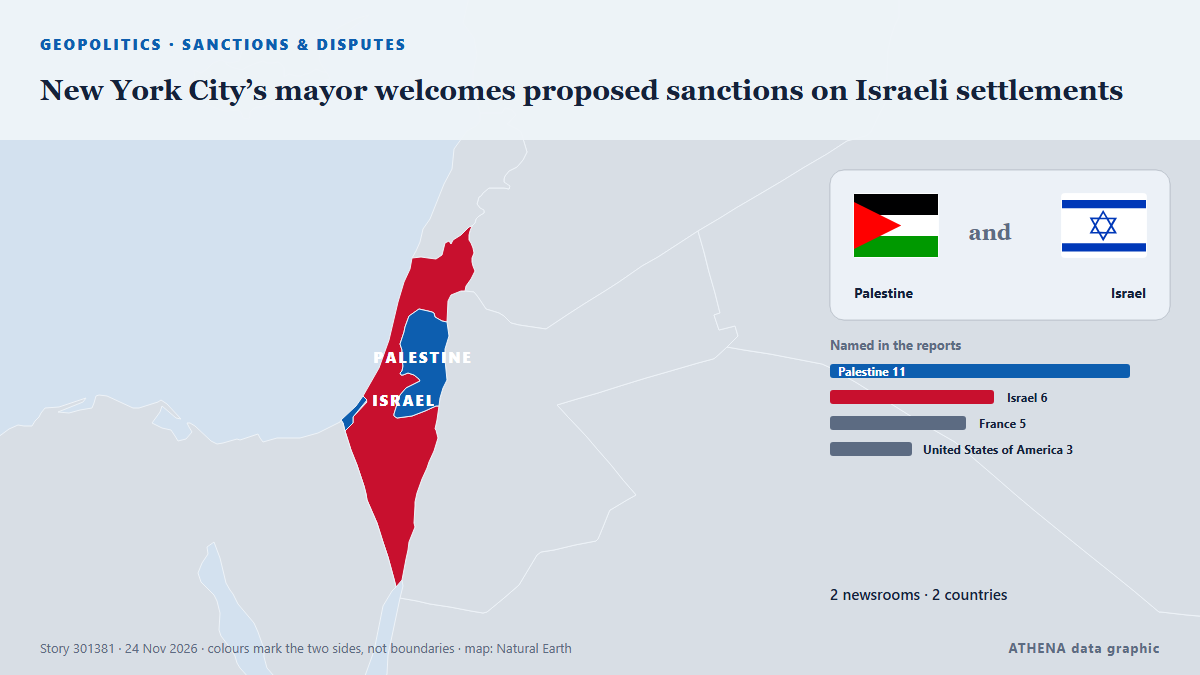 GEOPOLITICS · SANCTIONS & DISPUTES
New York City’s mayor welcomes proposed sanctions on Israeli settlements
and
Palestine
Israel
Named in the reports
PALESTINE
Palestine 11
ISRAEL
Israel 6
France 5
United States of America 3
2 newsrooms · 2 countries
Story 301381 · 24 Nov 2026 · colours mark the two sides, not boundaries · map: Natural Earth
ATHENA data graphic